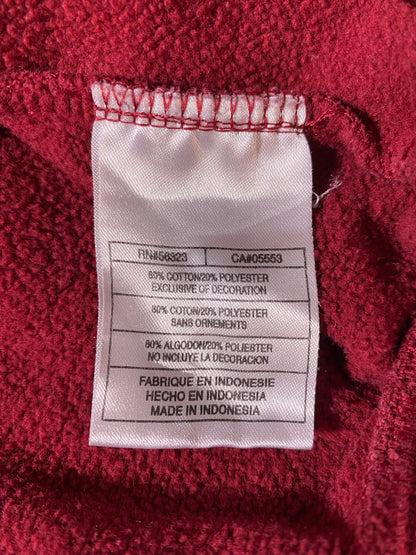 RN#56323 CA#05553
80% COTTON/20% POLYESTER
EXCLUSIVE OF DECORATION
80% COTTON/20% POLYESTER
SANS ORNEMENTS
80% ALGODON/20% POLIESTER
NO INCLUYE LA DECORACION
FABRIQUE EN INDONESIE
HECHO EN INDONESIA
MADE IN INDONESIA